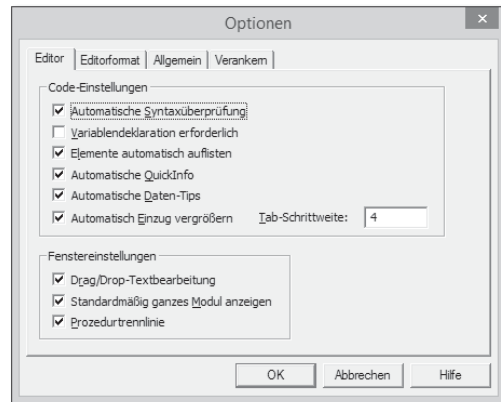 Optionen
Editor Editorformat Allgemein Verankern
Code-Einstellungen
Automatische Syntaxüberprüfung
Variablendeklaration erforderlich
Elemente automatisch auflisten
Automatische QuickInfo
Automatische Daten-Tips
Automatisch Einzug vergrößern Tab-Schrittweite: 4
Fenstereinstellungen
Drag/Drop-Textbearbeitung
Standardmäßig ganzes Modul anzeigen
Prozedurtrennlinie
OK Abbrechen Hilfe